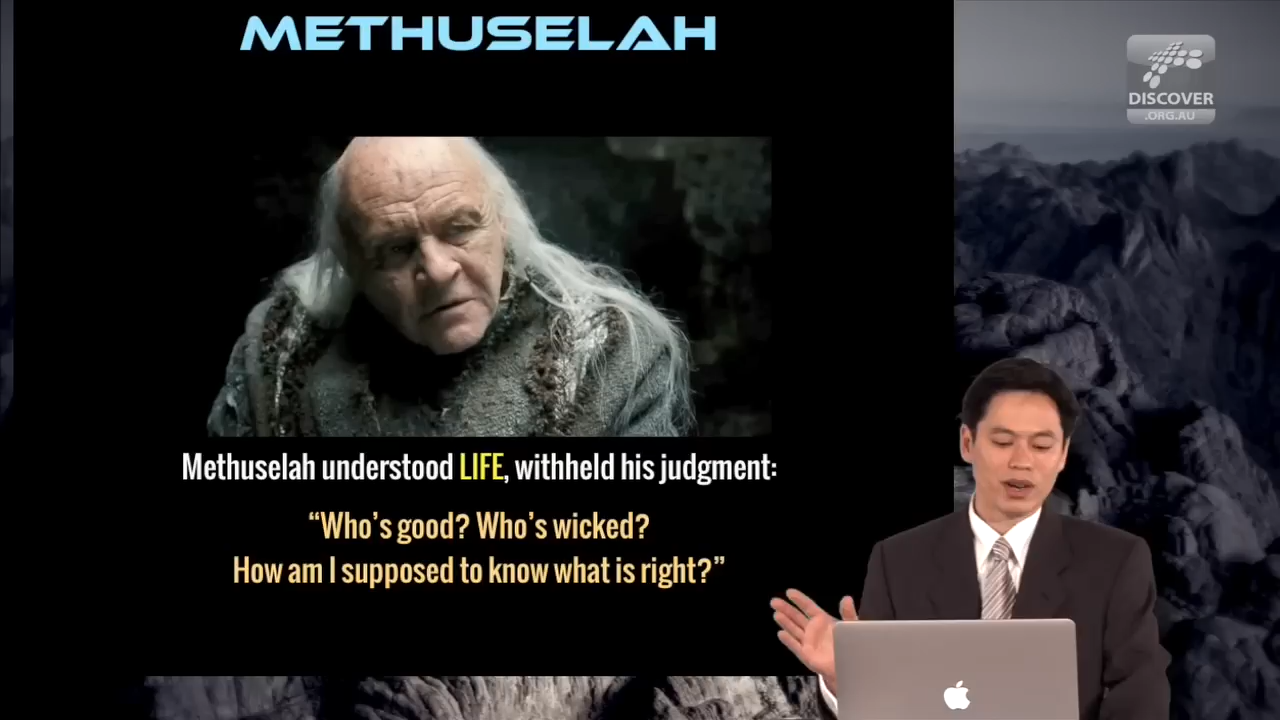 METHUSELAH
DISCOVER
.ORG.AU
Methuselah understood LIFE, withheld his judgment:
“Who’s good? Who’s wicked?
How am I supposed to know what is right?”